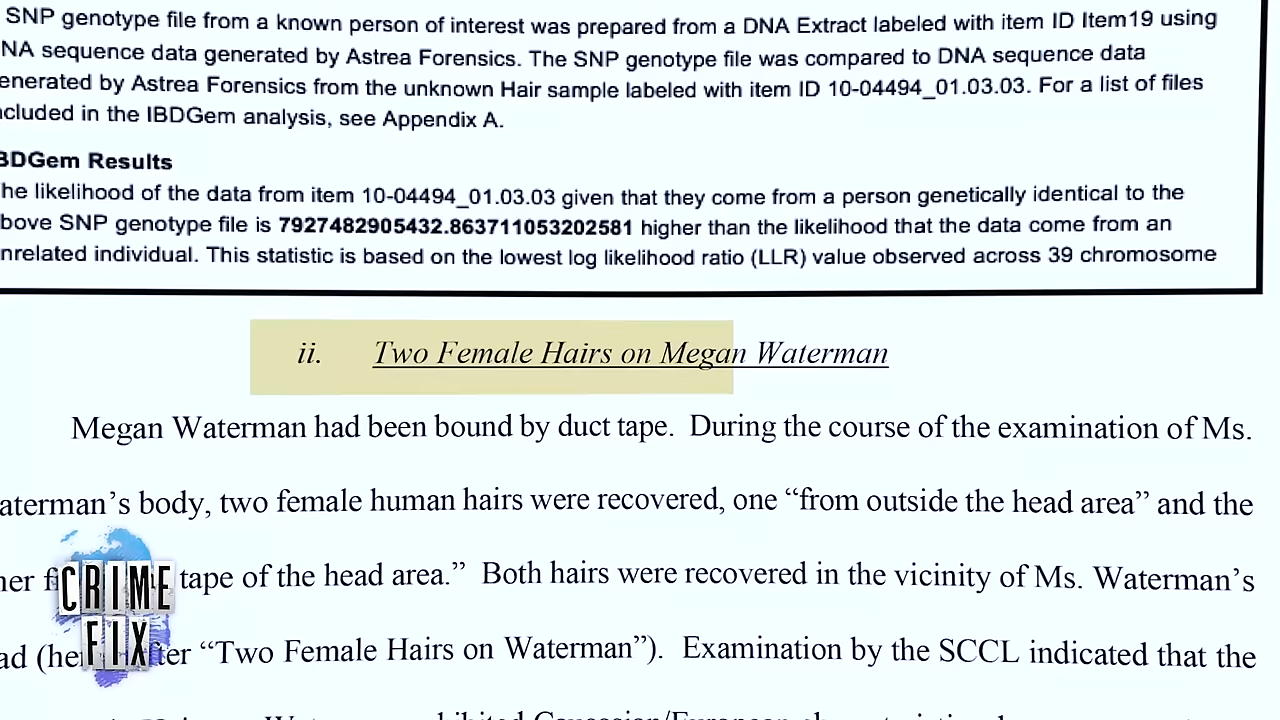 SNP genotype file from a known person of interest was prepared from a DNA Extract labeled with item ID Item19 using
NA sequence data generated by Astrea Forensics. The SNP genotype file was compared to DNA sequence data
enerated by Astrea Forensics from the unknown Hair sample labeled with item ID 10-04494_01.03.03. For a list of files
ncluded in the IBDGem analysis, see Appendix A.
BDGem Results
he likelihood of the data from item 10-04494_01.03.03 given that they come from a person genetically identical to the
bove SNP genotype file is 7927482905432.863711053202581 higher than the likelihood that the data come from an
nrelated individual. This statistic is based on the lowest log likelihood ratio (LLR) value observed across 39 chromosome
ii. Two Female Hairs on Megan Waterman
Megan Waterman had been bound by duct tape. During the course of the examination of Ms.
aterman's body, two female human hairs were recovered, one “from outside the head area” and the
her tape of the head area.” Both hairs were recovered in the vicinity of Ms. Waterman's
ad (he ter “Two Female Hairs on Waterman”). Examination by the SCCL indicated that the
CRIME
FIX